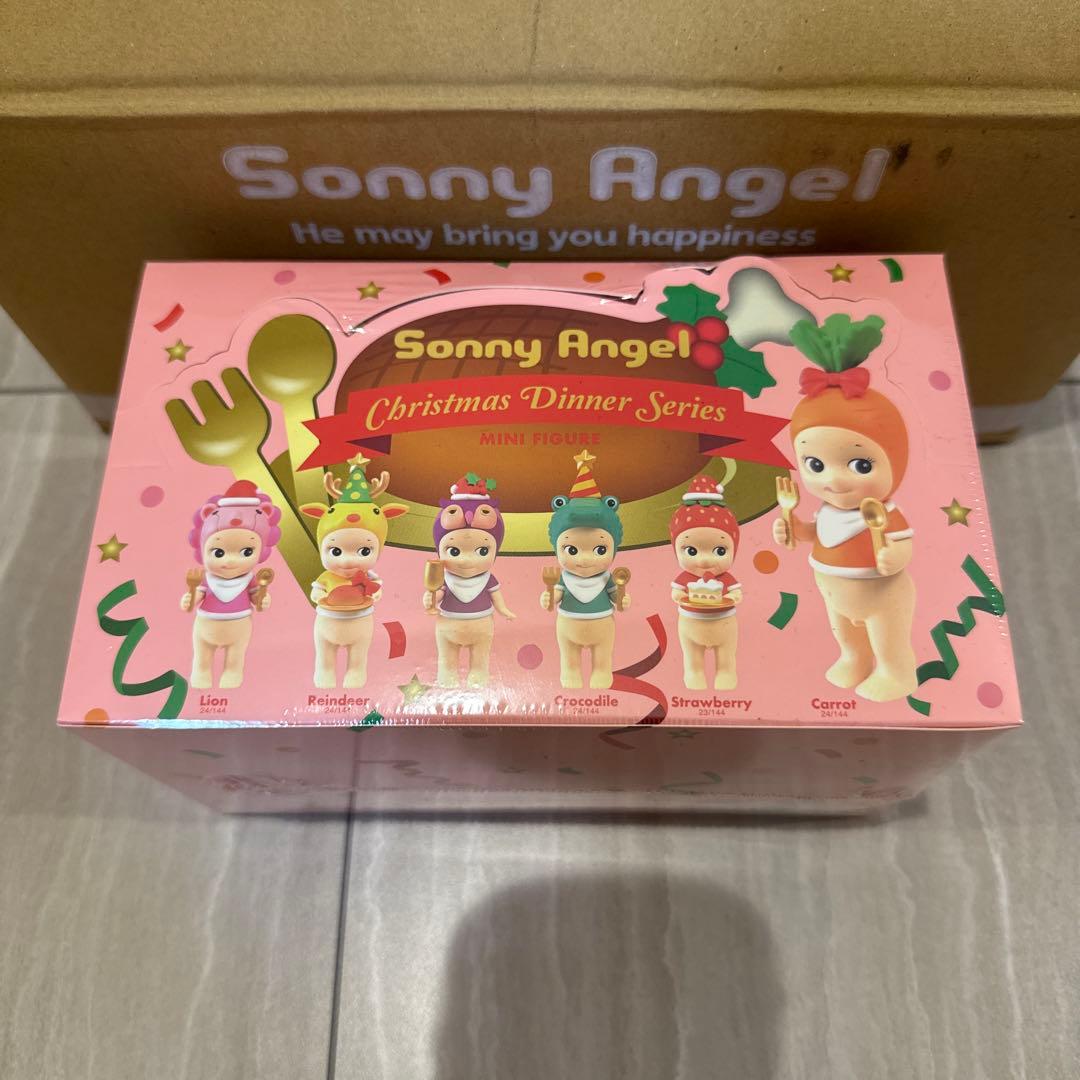 Sonny Angel
He may bring you happiness
Sonny Angel
Christmas Dinner Series
MINI FIGURE
Lion
24/144
Reindeer
24/144
Crocodile
24/144
Strawberry
23/144
Carrot
24/144